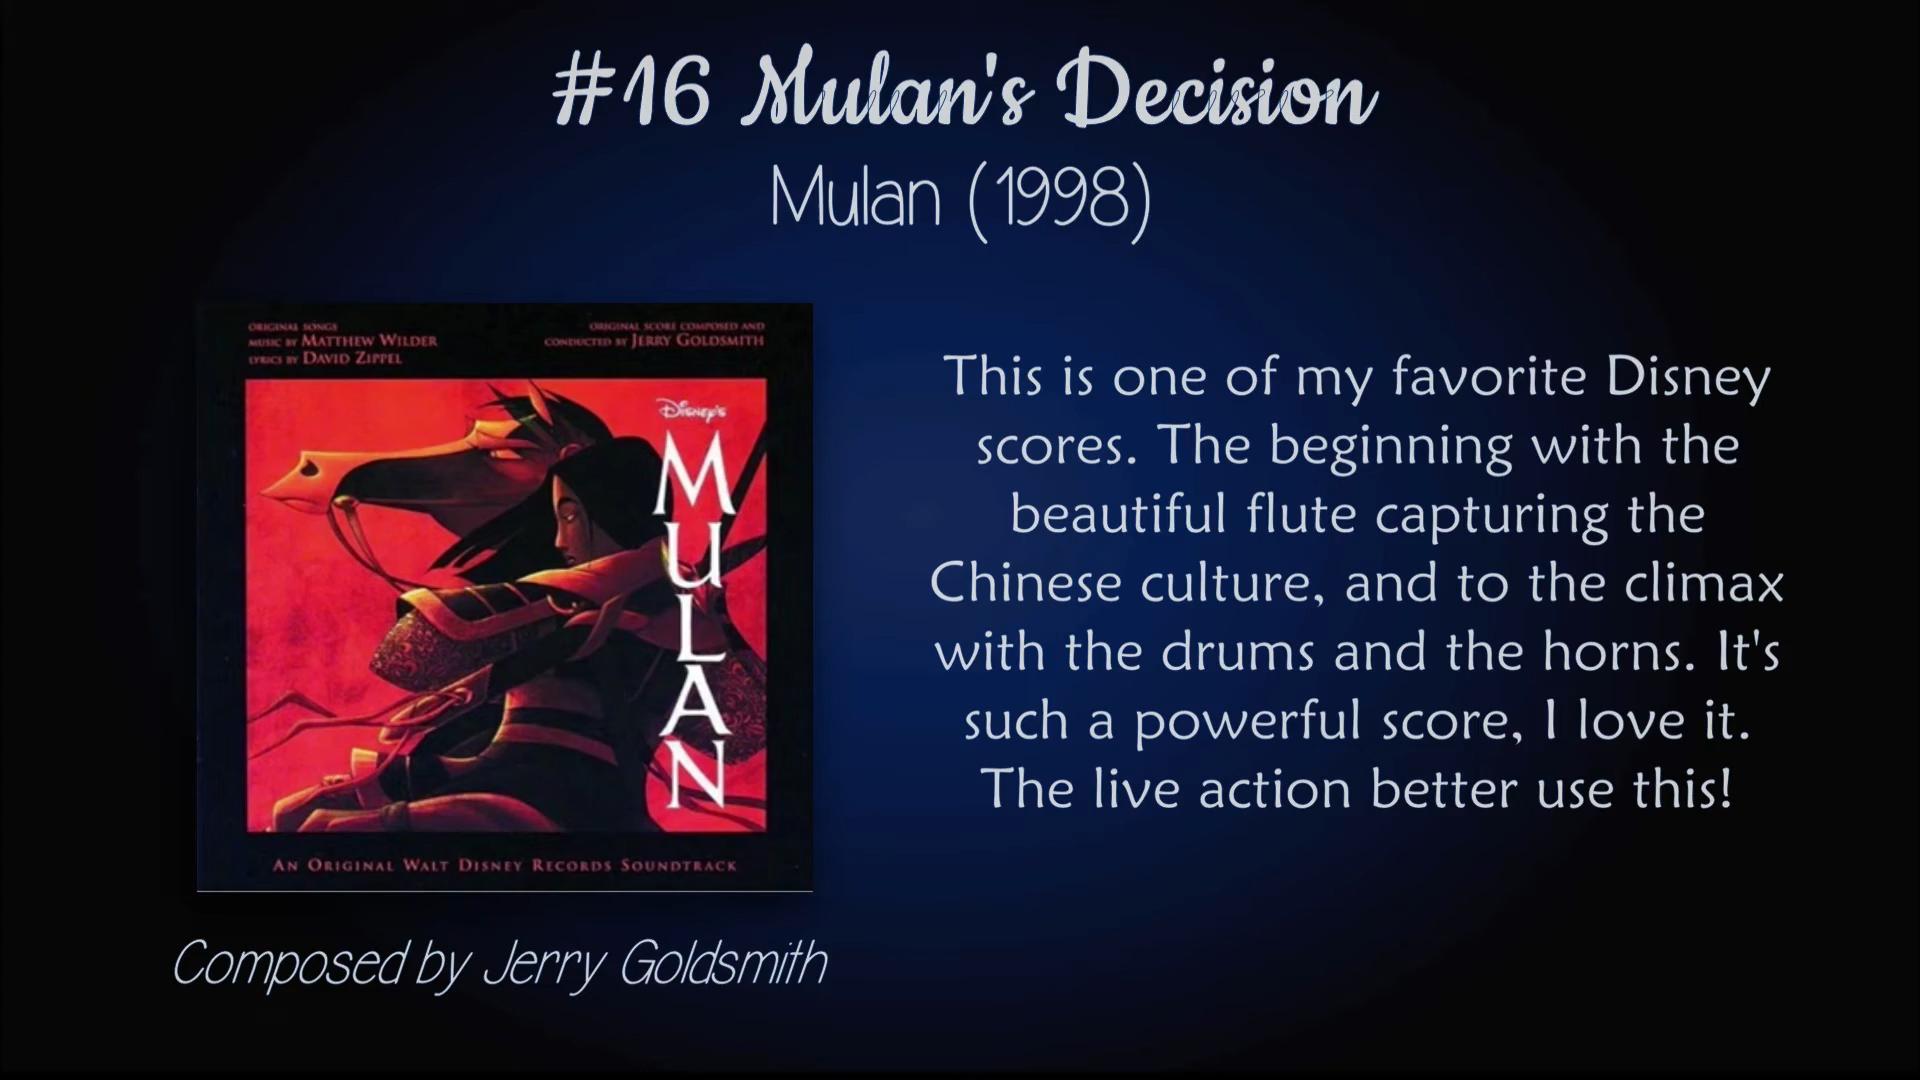 #16 Mulan's Decision
Mulan (1998)
ORIGINAL SONGS
MUSIC BY MATTHEW WILDER
LYRICS BY DAVID ZIPPEL
ORIGINAL SCORE COMPOSED AND
CONDUCTED BY JERRY GOLDSMITH
DISNEY'S
MULAN
AN ORIGINAL WALT DISNEY RECORDS SOUNDTRACK
Composed by Jerry Goldsmith
This is one of my favorite Disney
scores. The beginning with the
beautiful flute capturing the
Chinese culture, and to the climax
with the drums and the horns. It's
such a powerful score, I love it.
The live action better use this!